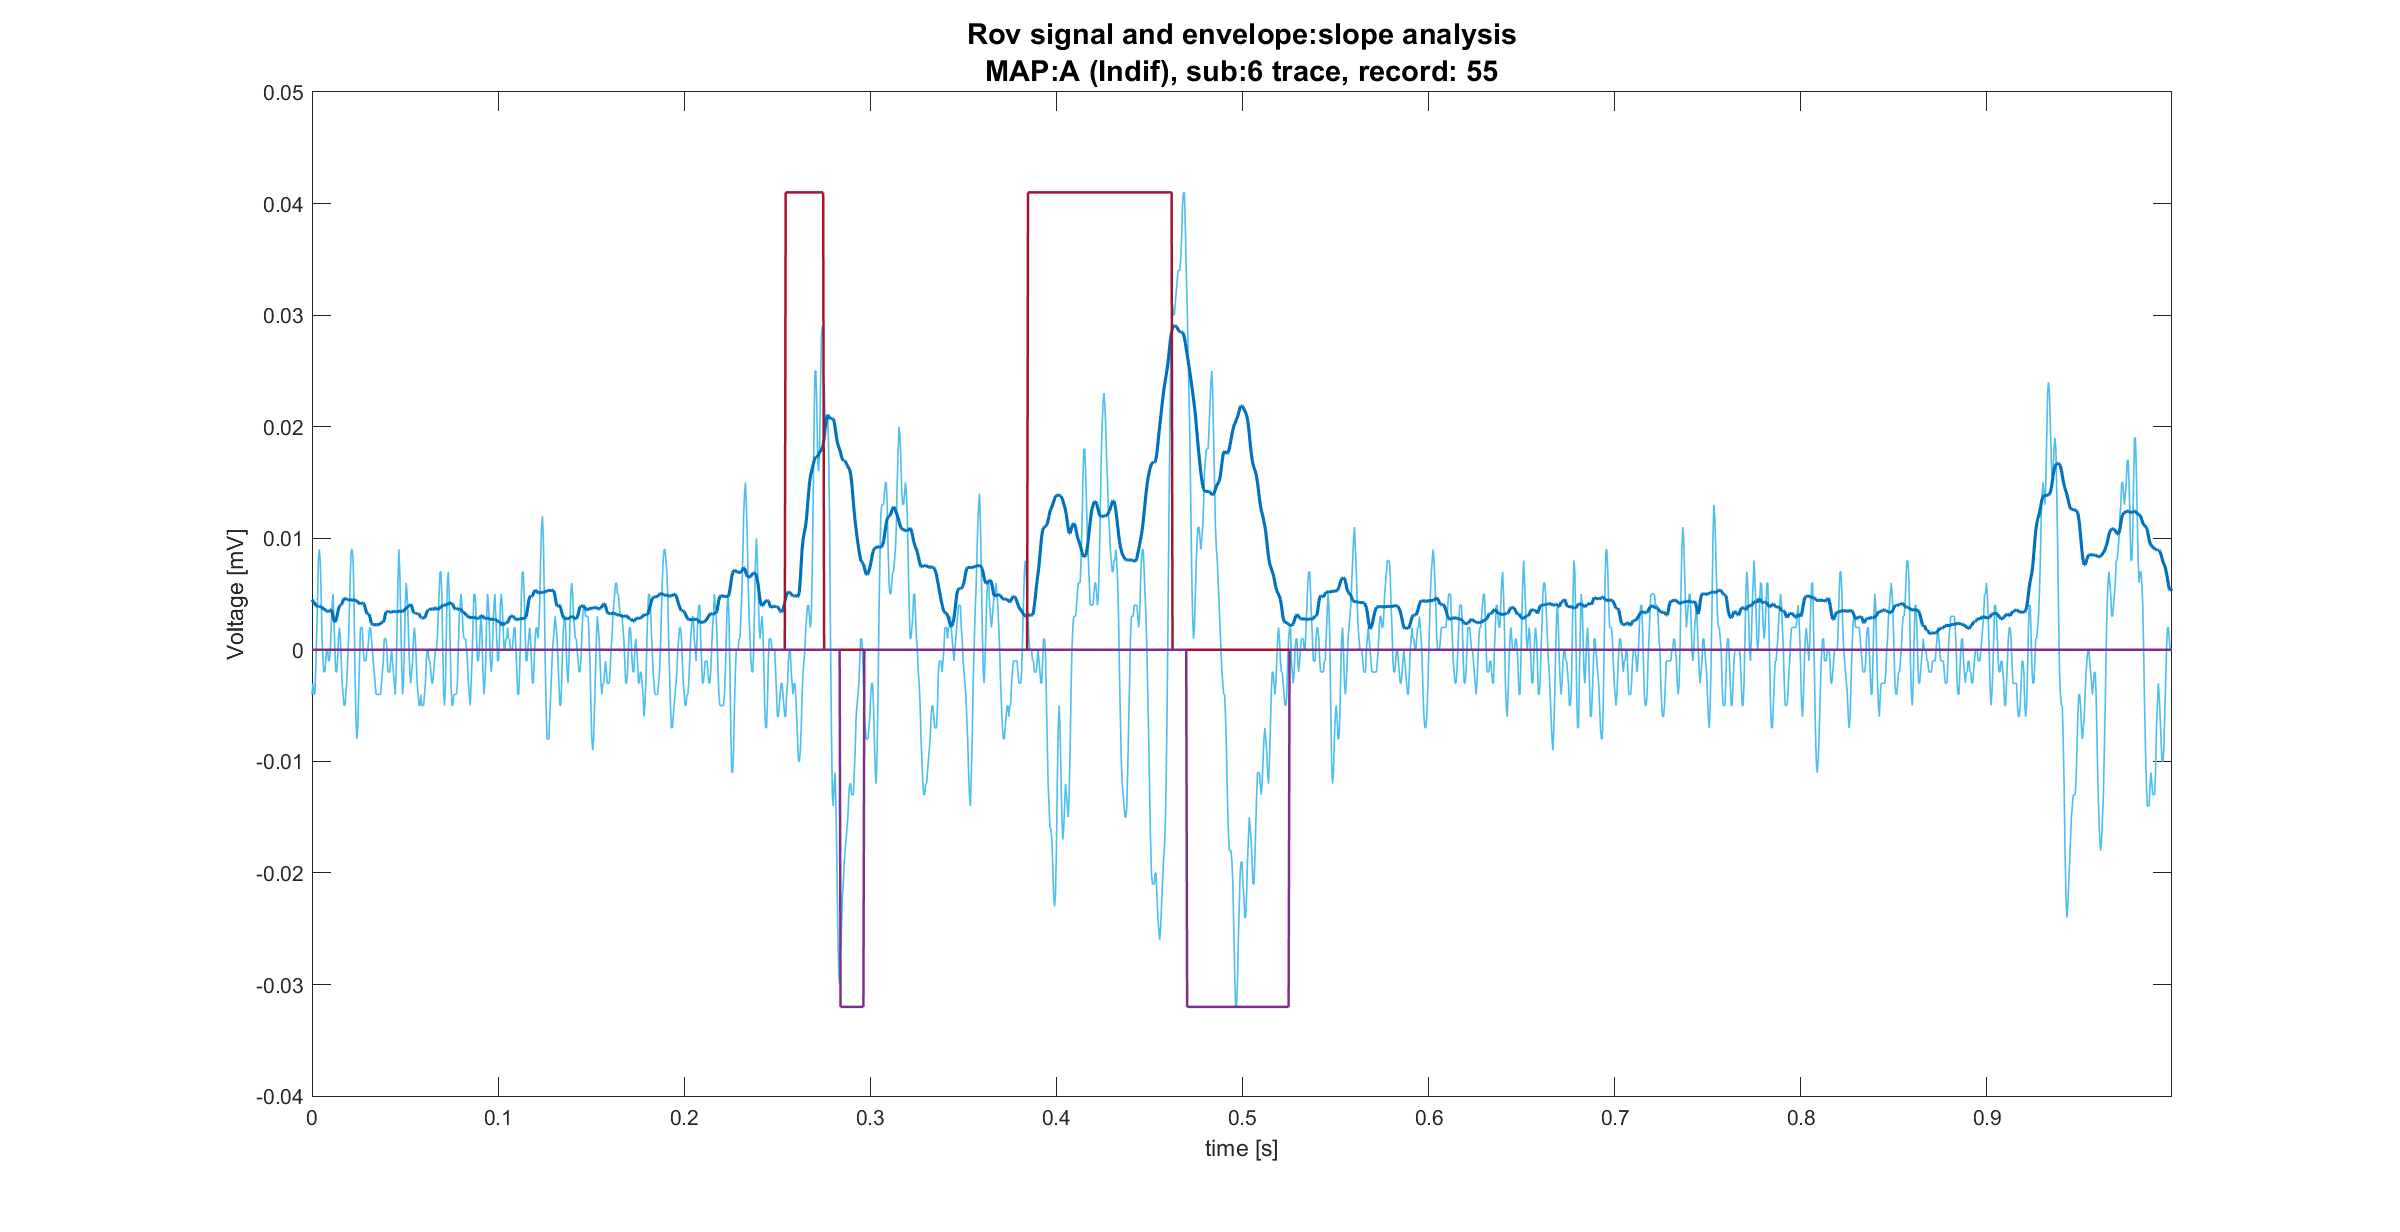 Rov signal and envelope:slope analysis
MAP:A (Indif), sub:6 trace, record: 55
0.05
0.04
0.03
0.02
0.01
0
-0.01
-0.02
-0.03
-0.04
Voltage [mV]
0 0.1 0.2 0.3 0.4 0.5 0.6 0.7 0.8 0.9
time [s]